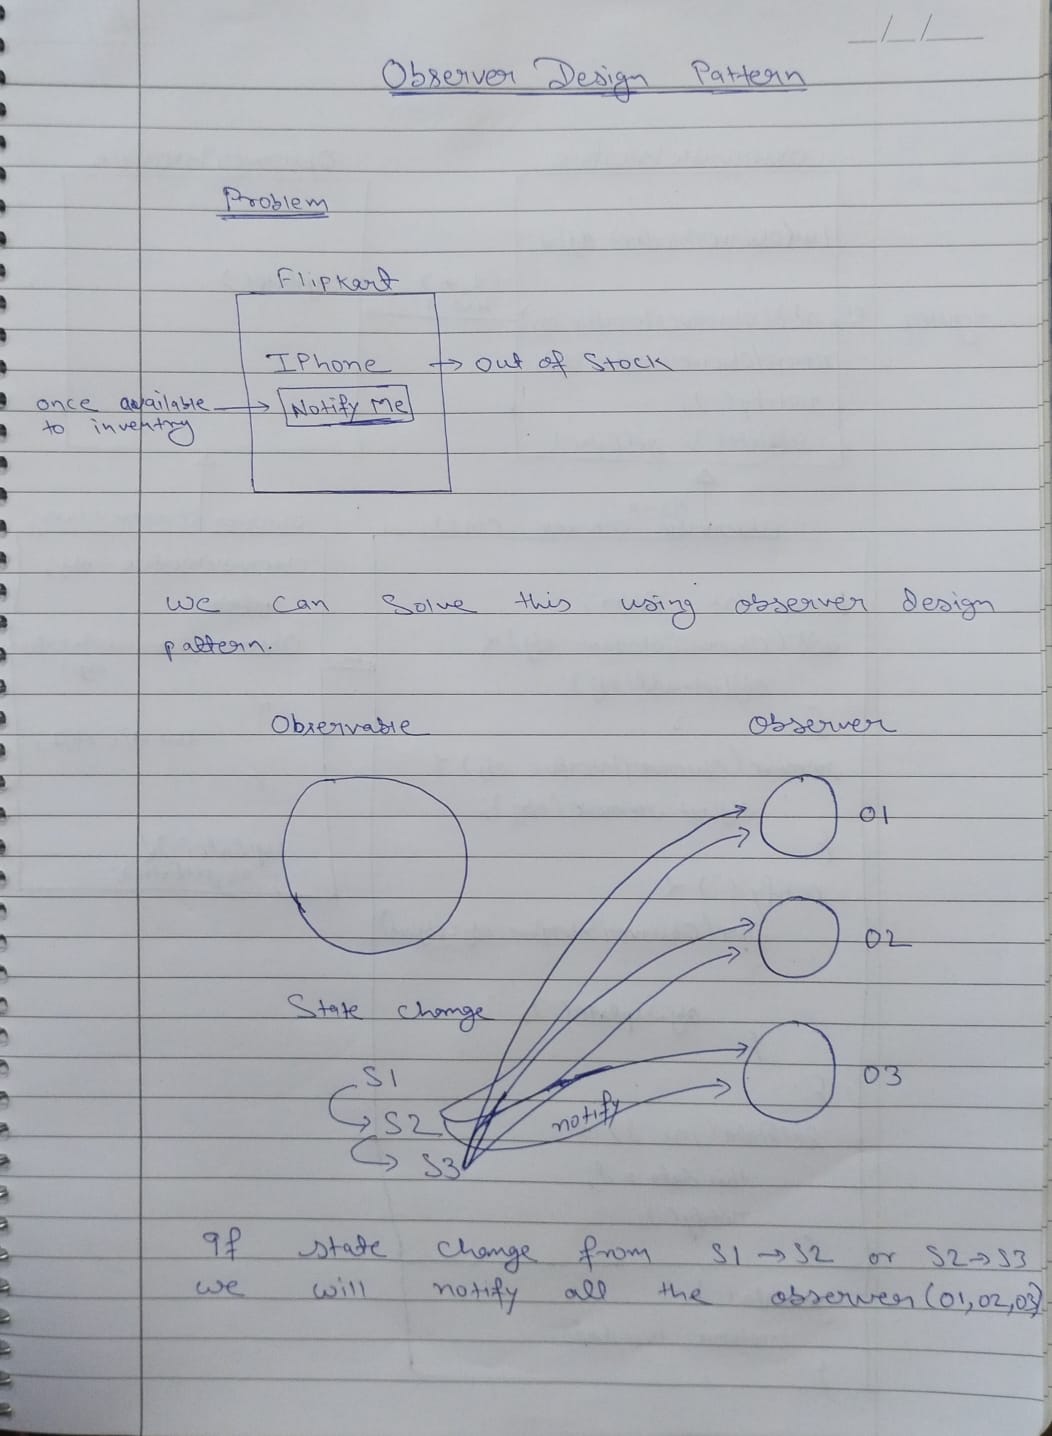 Observer Design Pattern
Problem
Flipkart
IPhone → out of stock
once available → Notify Me
to inventry
we can solve this using observer design
pattern.
Observable Observer
O1
O2
State change
S1
O3
S2
notify
S3
If state change from S1 → S2 or S2 → S3
we will notify all the observer (O1, O2, O3)